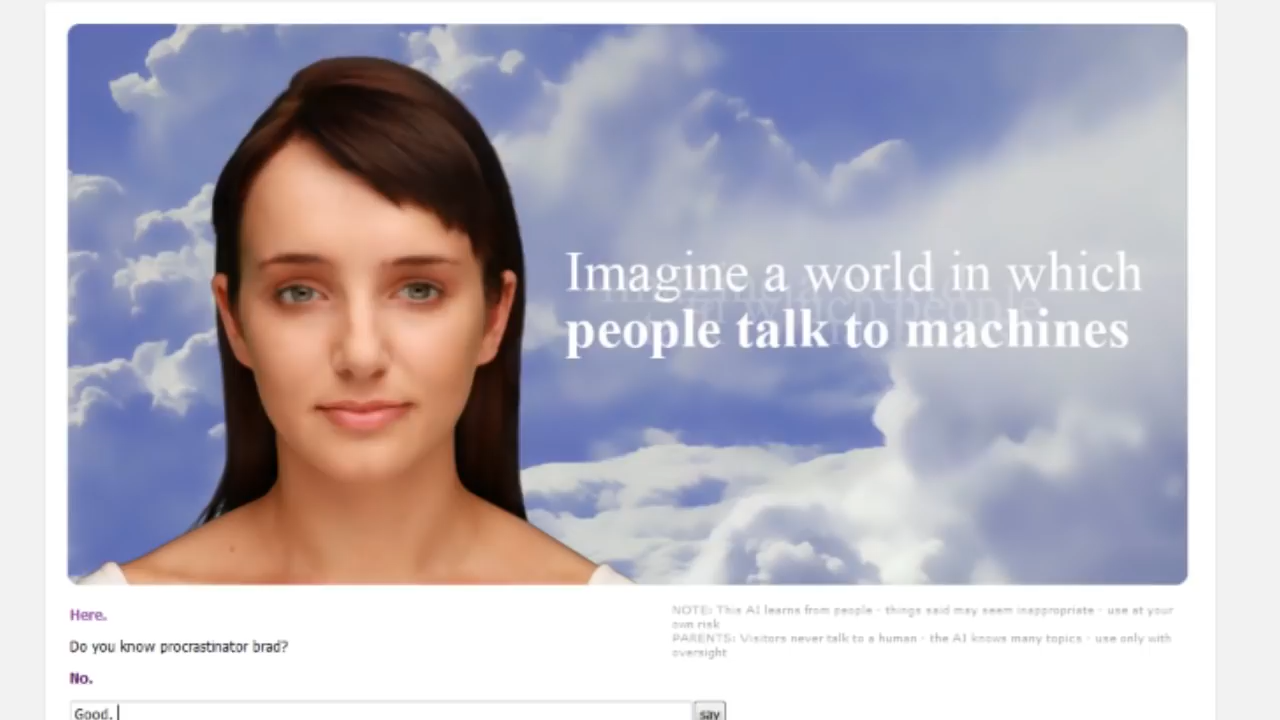 Imagine a world in which
people talk to machines
Here.
Do you know procrastinator brad?
No.
Good.
say
NOTE: This AI learns from people - things said may seem inappropriate - use at your
own risk
PARENTS: Visitors never talk to a human - the AI knows many topics - use only with
oversight